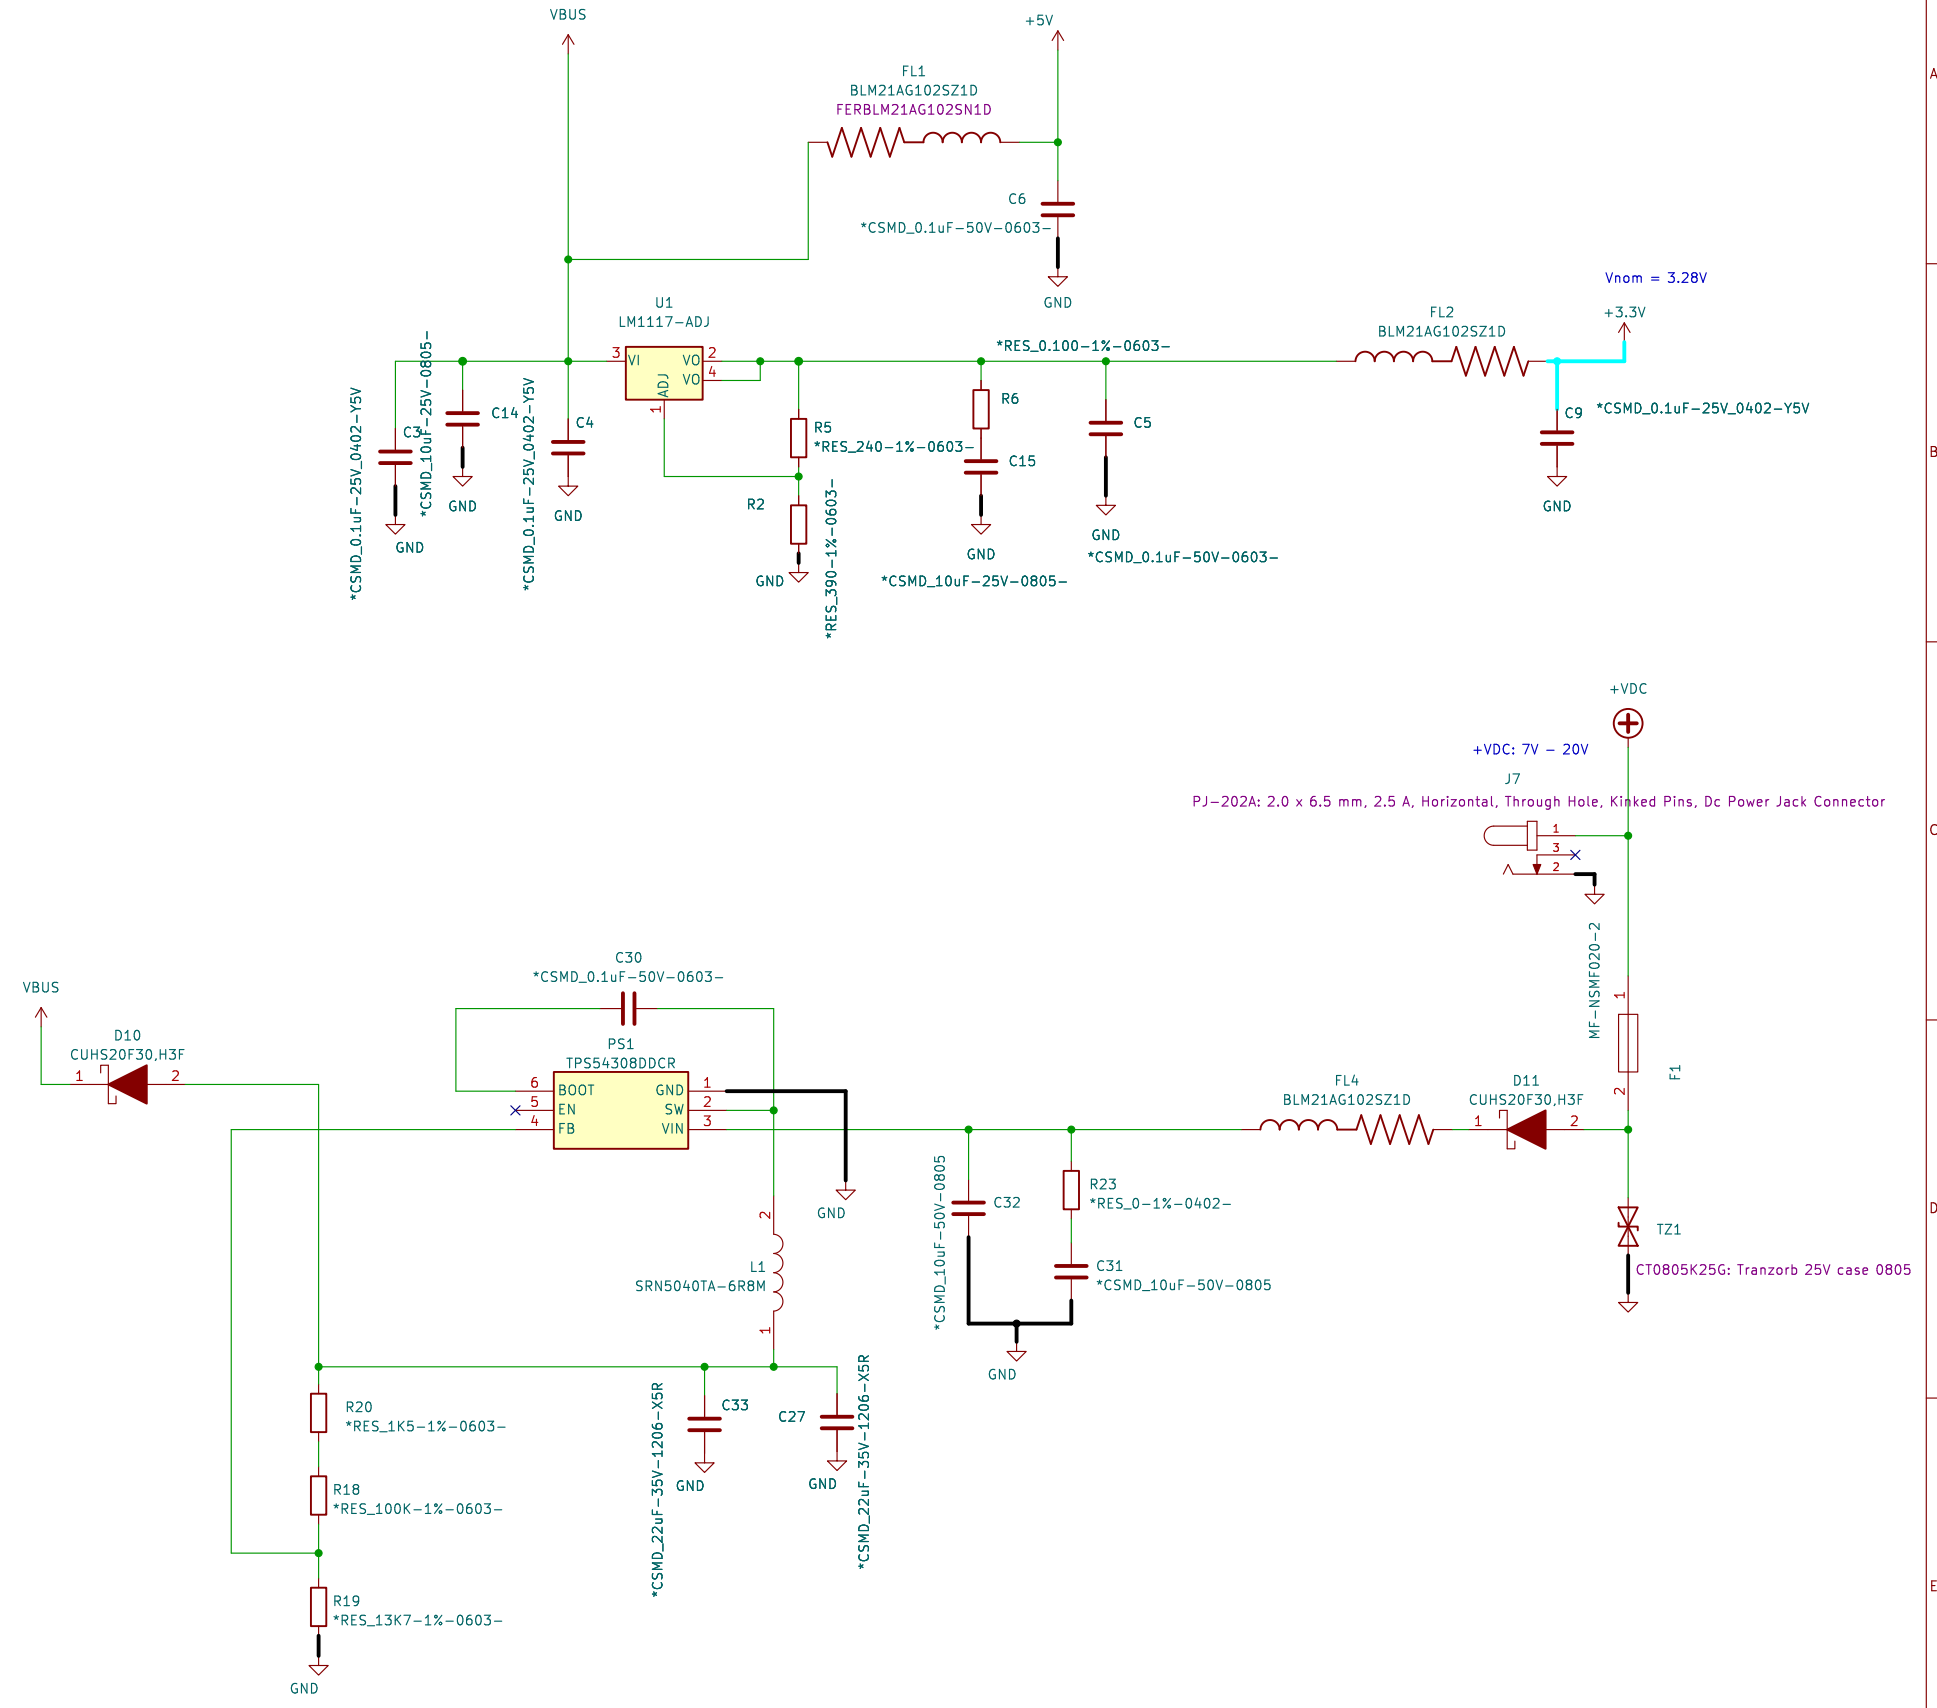 VBUS
+5V
A
FL1
BLM21AG102SZ1D
FERBLM21AG102SN1D
C6
*CSMD_0.1uF-50V-0603-
GND
Vnom = 3.28V
U1
LM1117-ADJ
FL2
BLM21AG102SZ1D
+3.3V
*RES_0.100-1%-0603-
3
VI
VO
2
VO
4
ADJ
1
C3
*CSMD_0.1uF-25V_0402-Y5V
GND
C14
*CSMD_10uF-25V-0805-
GND
C4
*CSMD_0.1uF-25V_0402-Y5V
GND
R5
*RES_240-1%-0603-
R2
*RES_390-1%-0603-
GND
R6
C15
GND
*CSMD_10uF-25V-0805-
C5
GND
*CSMD_0.1uF-50V-0603-
C9
*CSMD_0.1uF-25V_0402-Y5V
GND
B
+VDC
+VDC: 7V - 20V
J7
PJ-202A: 2.0 x 6.5 mm, 2.5 A, Horizontal, Through Hole, Kinked Pins, Dc Power Jack Connector
1
3
2
C
MF-NSMF020-2
1
2
F1
VBUS
D10
CUHS20F30,H3F
1
2
C30
*CSMD_0.1uF-50V-0603-
PS1
TPS54308DDCR
6
BOOT
GND
1
5
EN
SW
2
4
FB
VIN
3
GND
FL4
BLM21AG102SZ1D
D11
CUHS20F30,H3F
1
2
C32
*CSMD_10uF-50V-0805
R23
*RES_0-1%-0402-
C31
*CSMD_10uF-50V-0805
GND
D
TZ1
CT0805K25G: Tranzorb 25V case 0805
2
L1
SRN5040TA-6R8M
1
C33
*CSMD_22uF-35V-1206-X5R
GND
C27
*CSMD_22uF-35V-1206-X5R
GND
R20
*RES_1K5-1%-0603-
R18
*RES_100K-1%-0603-
R19
*RES_13K7-1%-0603-
GND
E